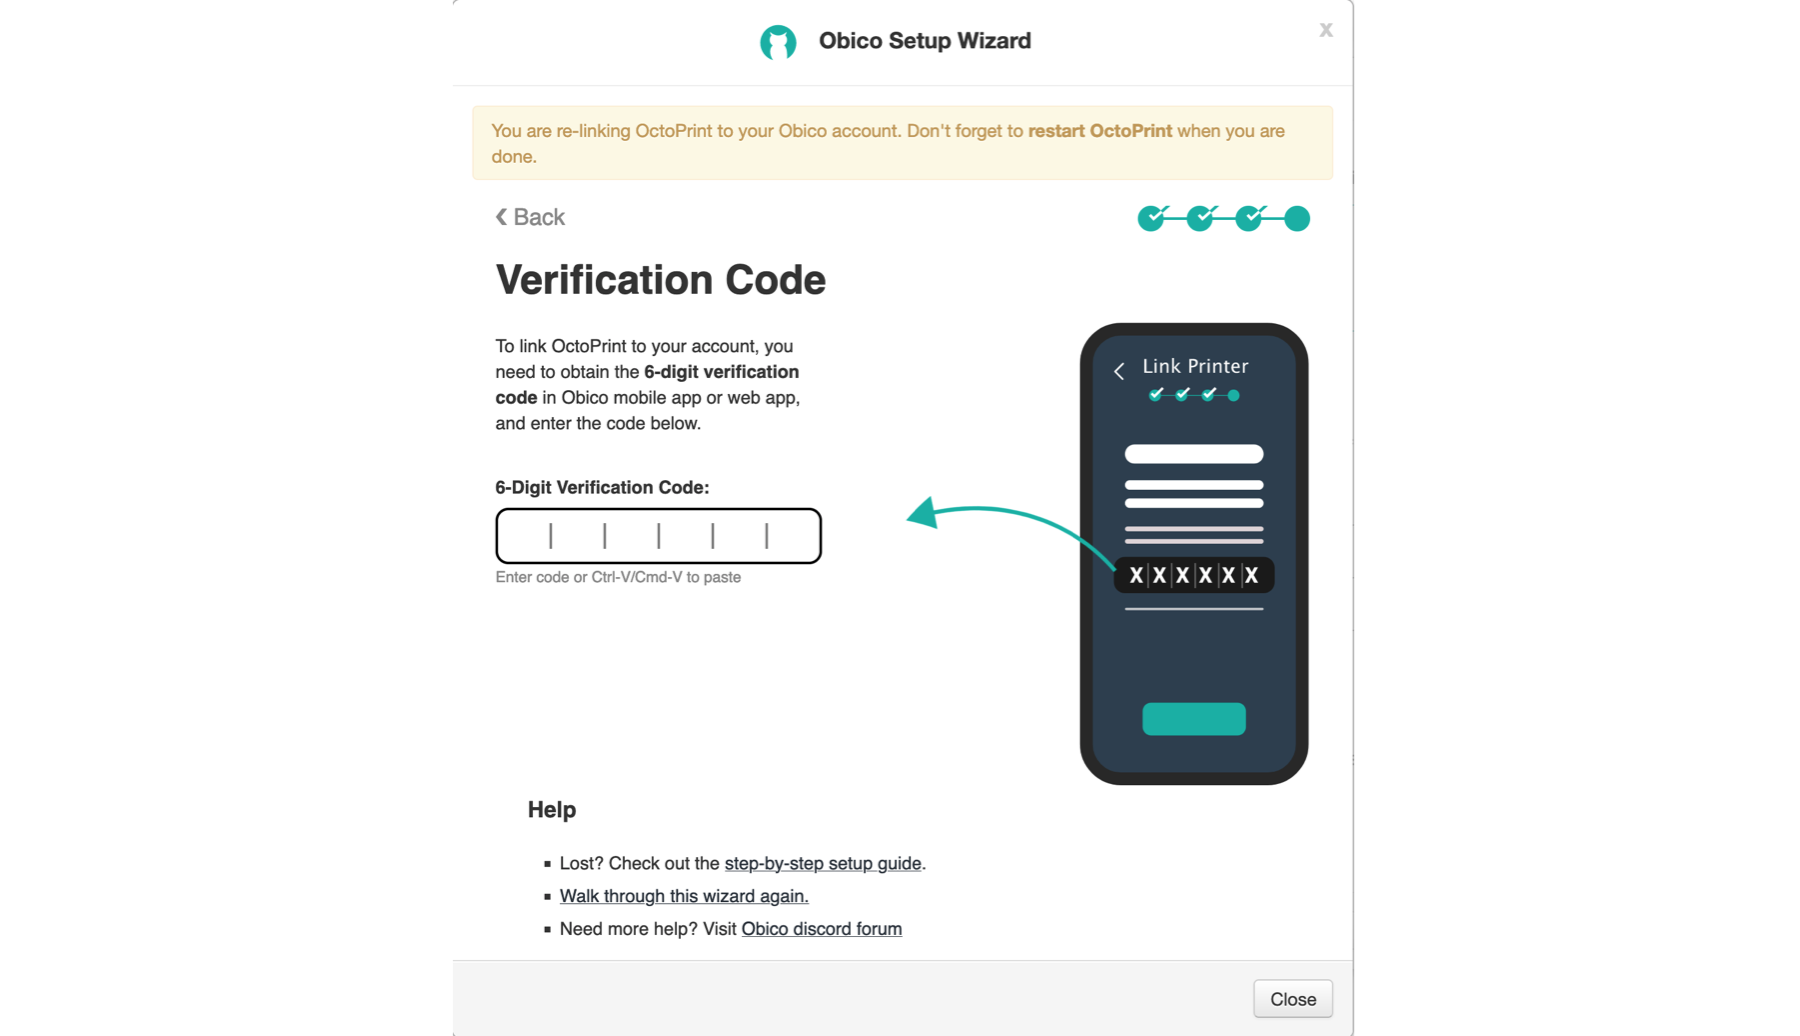 Obico Setup Wizard
x
You are re-linking OctoPrint to your Obico account. Don't forget to restart OctoPrint when you are
done.
Back
Verification Code
To link OctoPrint to your account, you
need to obtain the 6-digit verification
code in Obico mobile app or web app,
and enter the code below.
6-Digit Verification Code:
Enter code or Ctrl-V/Cmd-V to paste
Link Printer
X|X|X|X|X|X
Help
Lost? Check out the step-by-step setup guide.
Walk through this wizard again.
Need more help? Visit Obico discord forum
Close